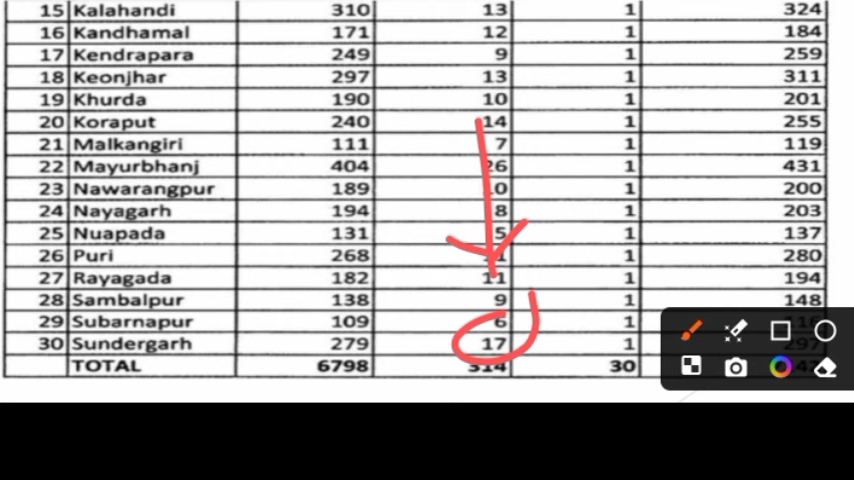 15 Kalahandi 310 13 1 324
16 Kandhamal 171 12 1 184
17 Kendrapara 249 9 1 259
18 Keonjhar 297 13 1 311
19 Khurda 190 10 1 201
20 Koraput 240 14 1 255
21 Malkangiri 111 7 1 119
22 Mayurbhanj 404 26 1 431
23 Nawarangpur 189 10 1 200
24 Nayagarh 194 8 1 203
25 Nuapada 131 5 1 137
26 Puri 268 11 1 280
27 Rayagada 182 11 1 194
28 Sambalpur 138 9 1 148
29 Subarnapur 109 6 1 116
30 Sundergarh 279 17 1 297
TOTAL 6798 314 30